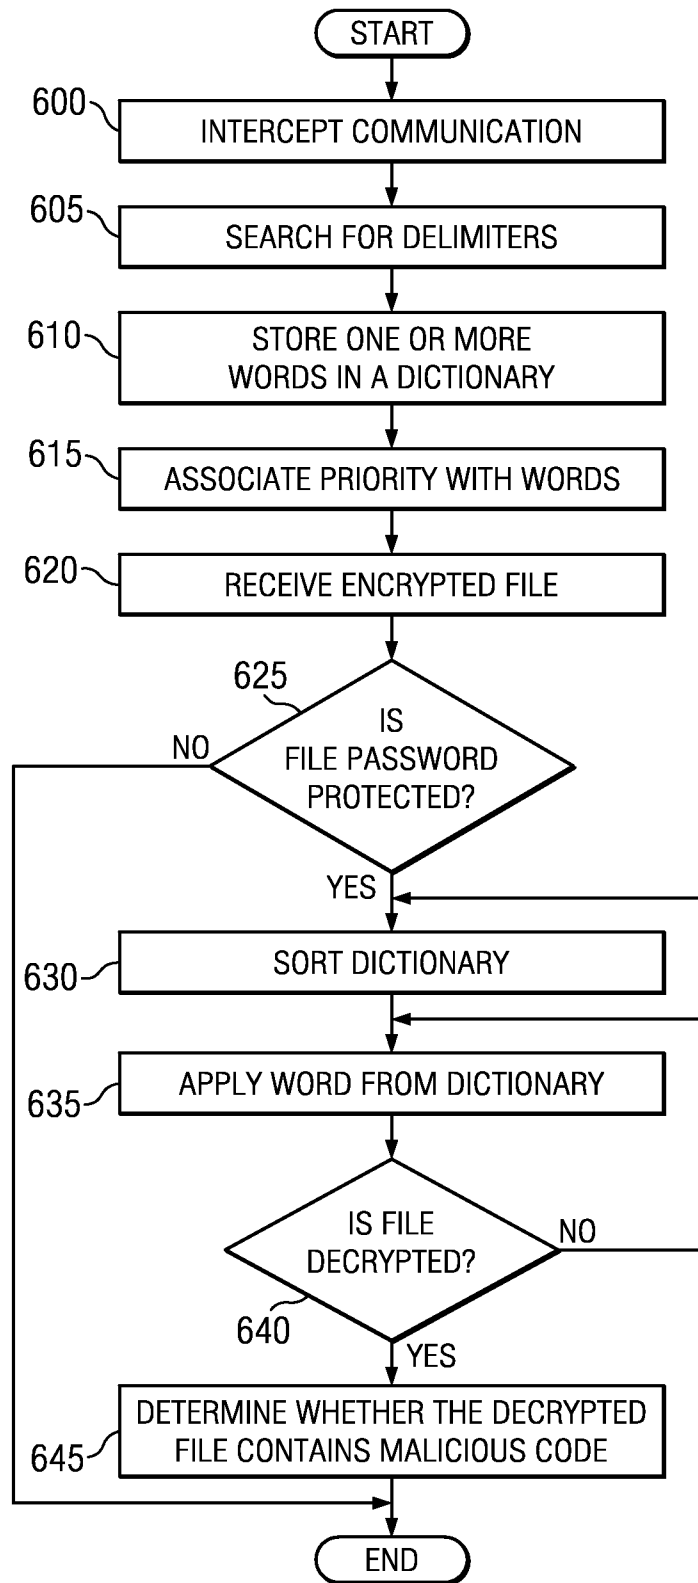 START
600
INTERCEPT COMMUNICATION
605
SEARCH FOR DELIMITERS
610
STORE ONE OR MORE
WORDS IN A DICTIONARY
615
ASSOCIATE PRIORITY WITH WORDS
620
RECEIVE ENCRYPTED FILE
625
IS
FILE PASSWORD
PROTECTED?
NO
YES
630
SORT DICTIONARY
635
APPLY WORD FROM DICTIONARY
IS FILE
DECRYPTED?
NO
640
YES
645
DETERMINE WHETHER THE DECRYPTED
FILE CONTAINS MALICIOUS CODE
END